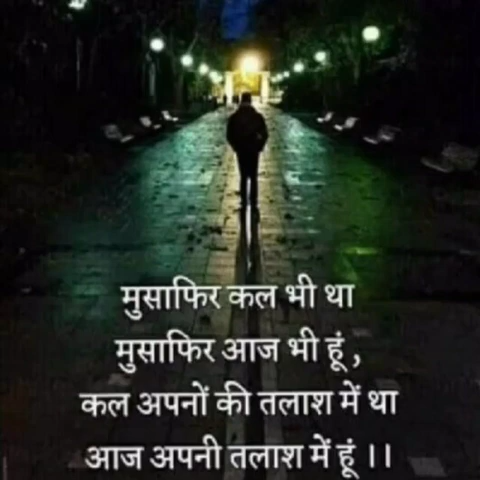 मुसाफिर कल भी था
मुसाफिर आज भी हूं ,
कल अपनों की तलाश में था
आज अपनी तलाश में हूं ।।